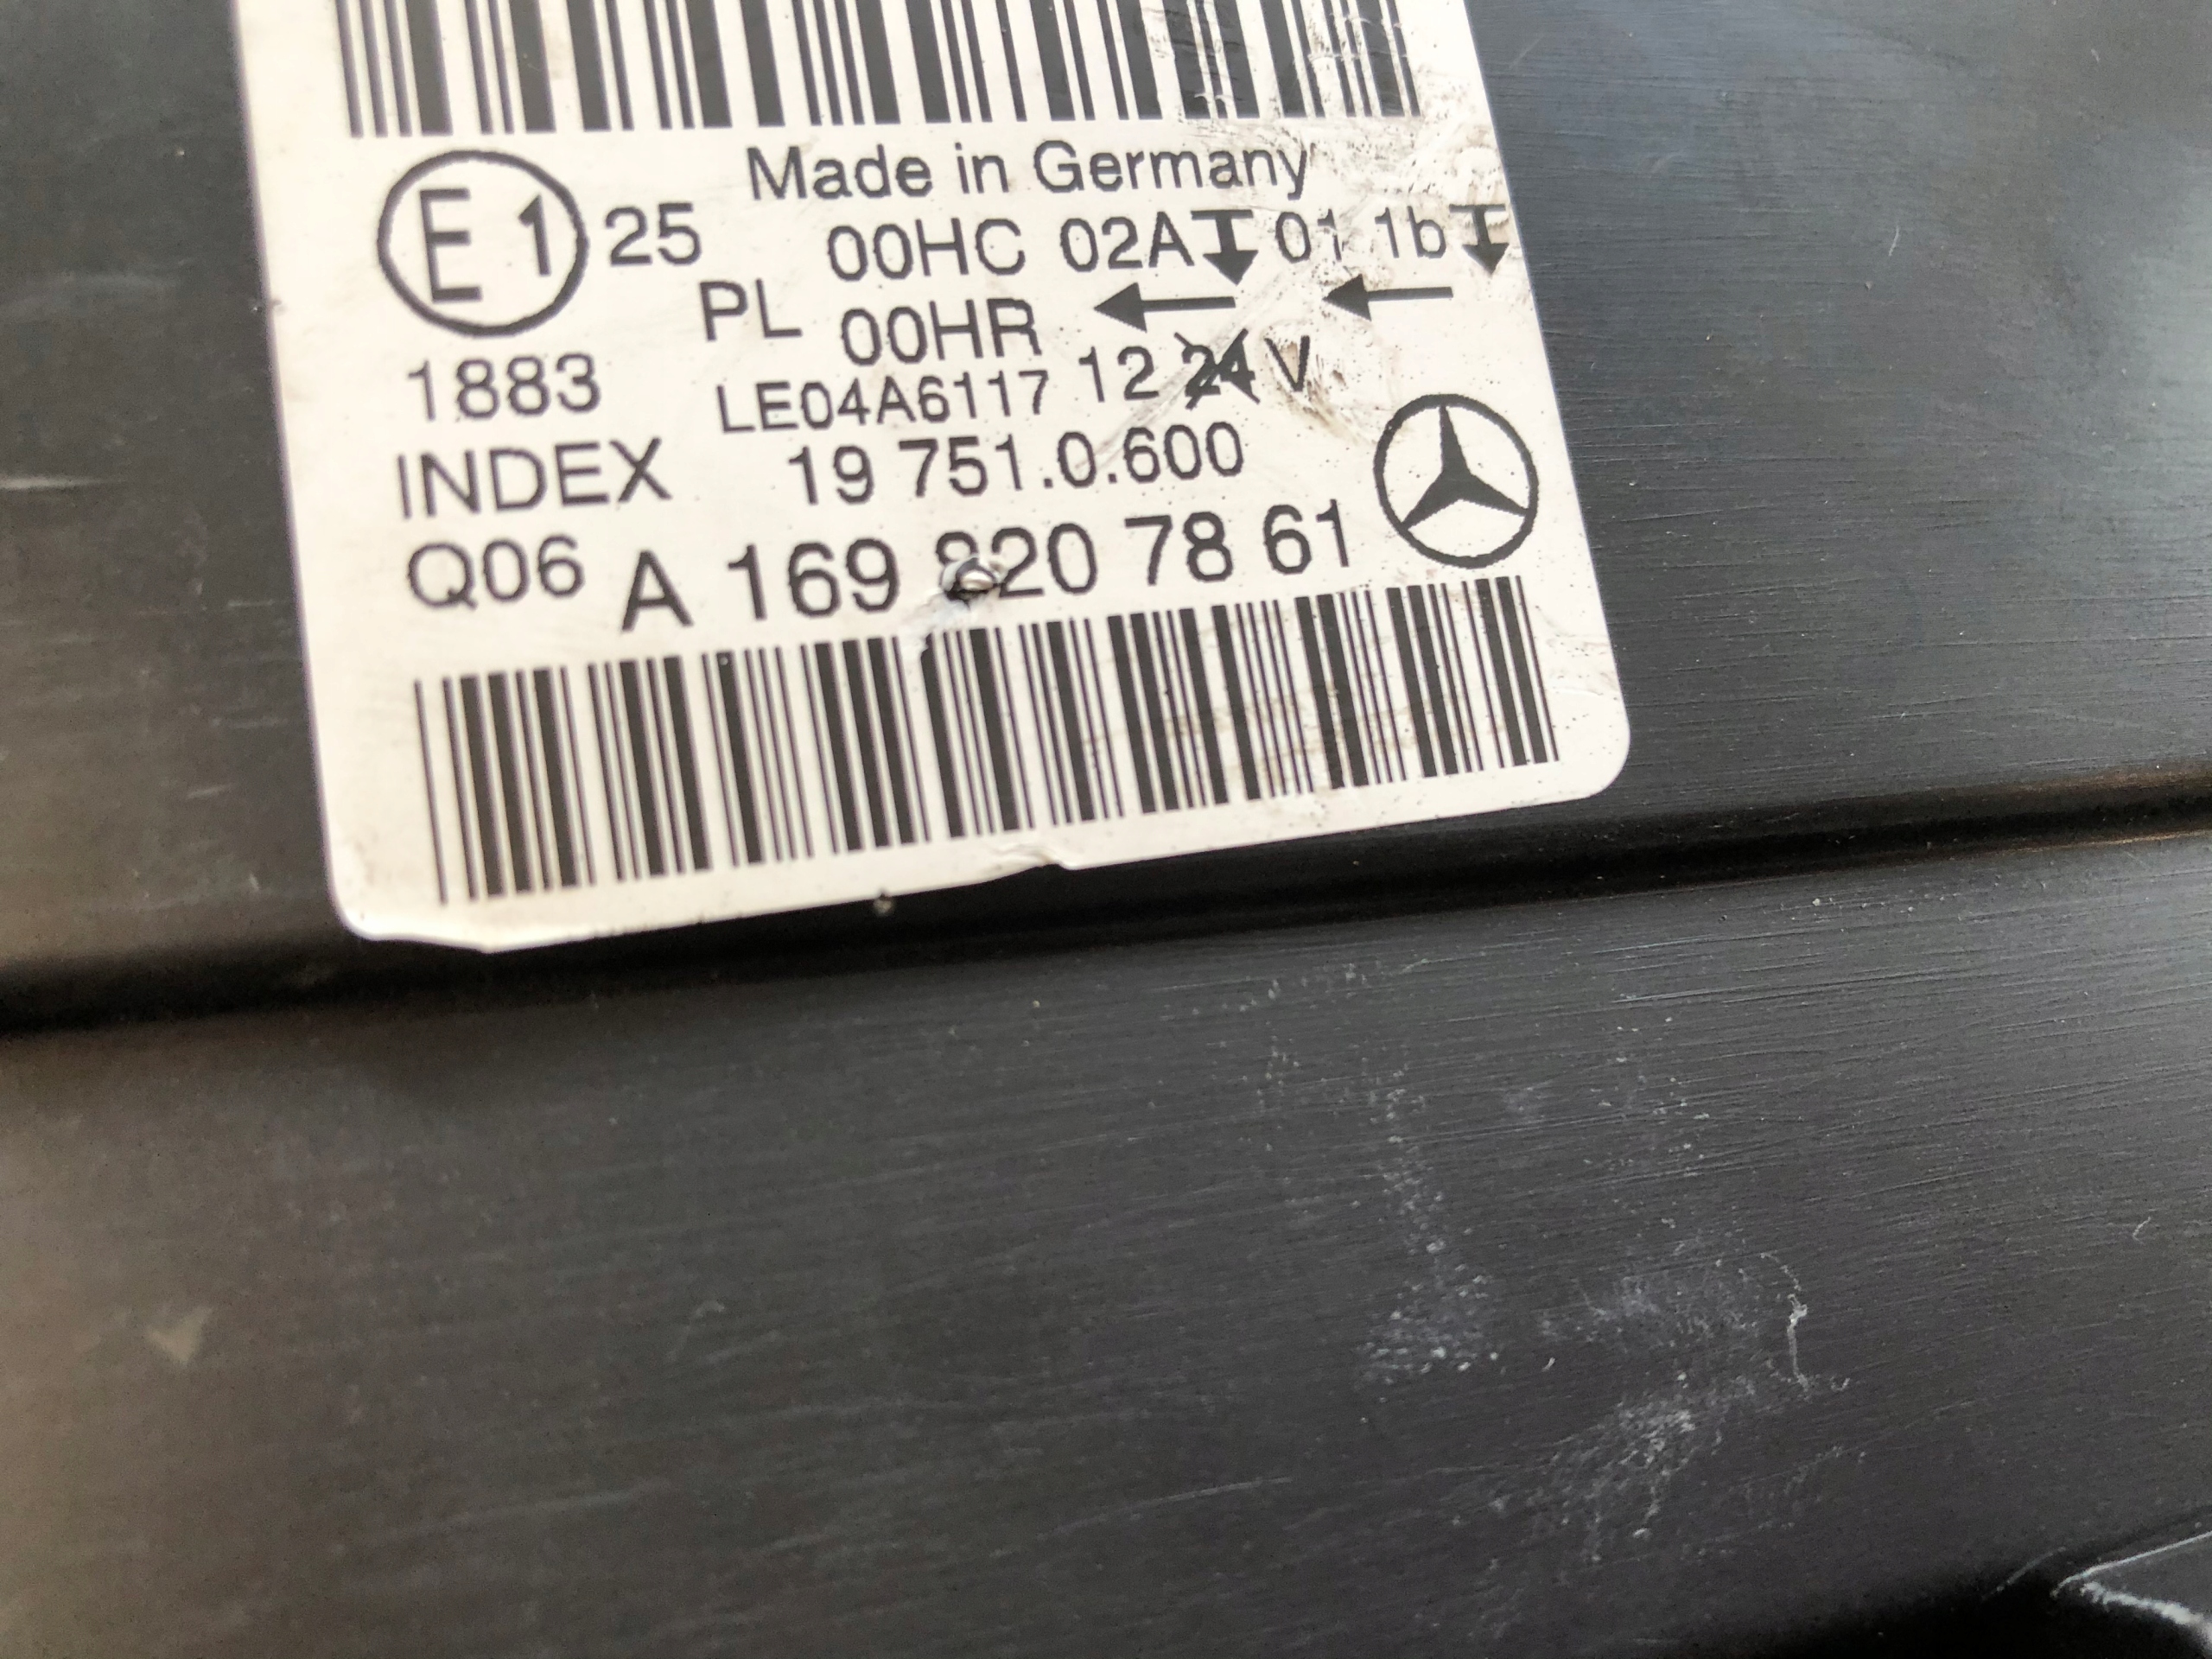 Made in Germany
E1 25 00HC 02A 01 1b
PL 00HR
1883 LE04A6117 12 24 V
INDEX 19 751.0.600
Q06 A 169 820 78 61